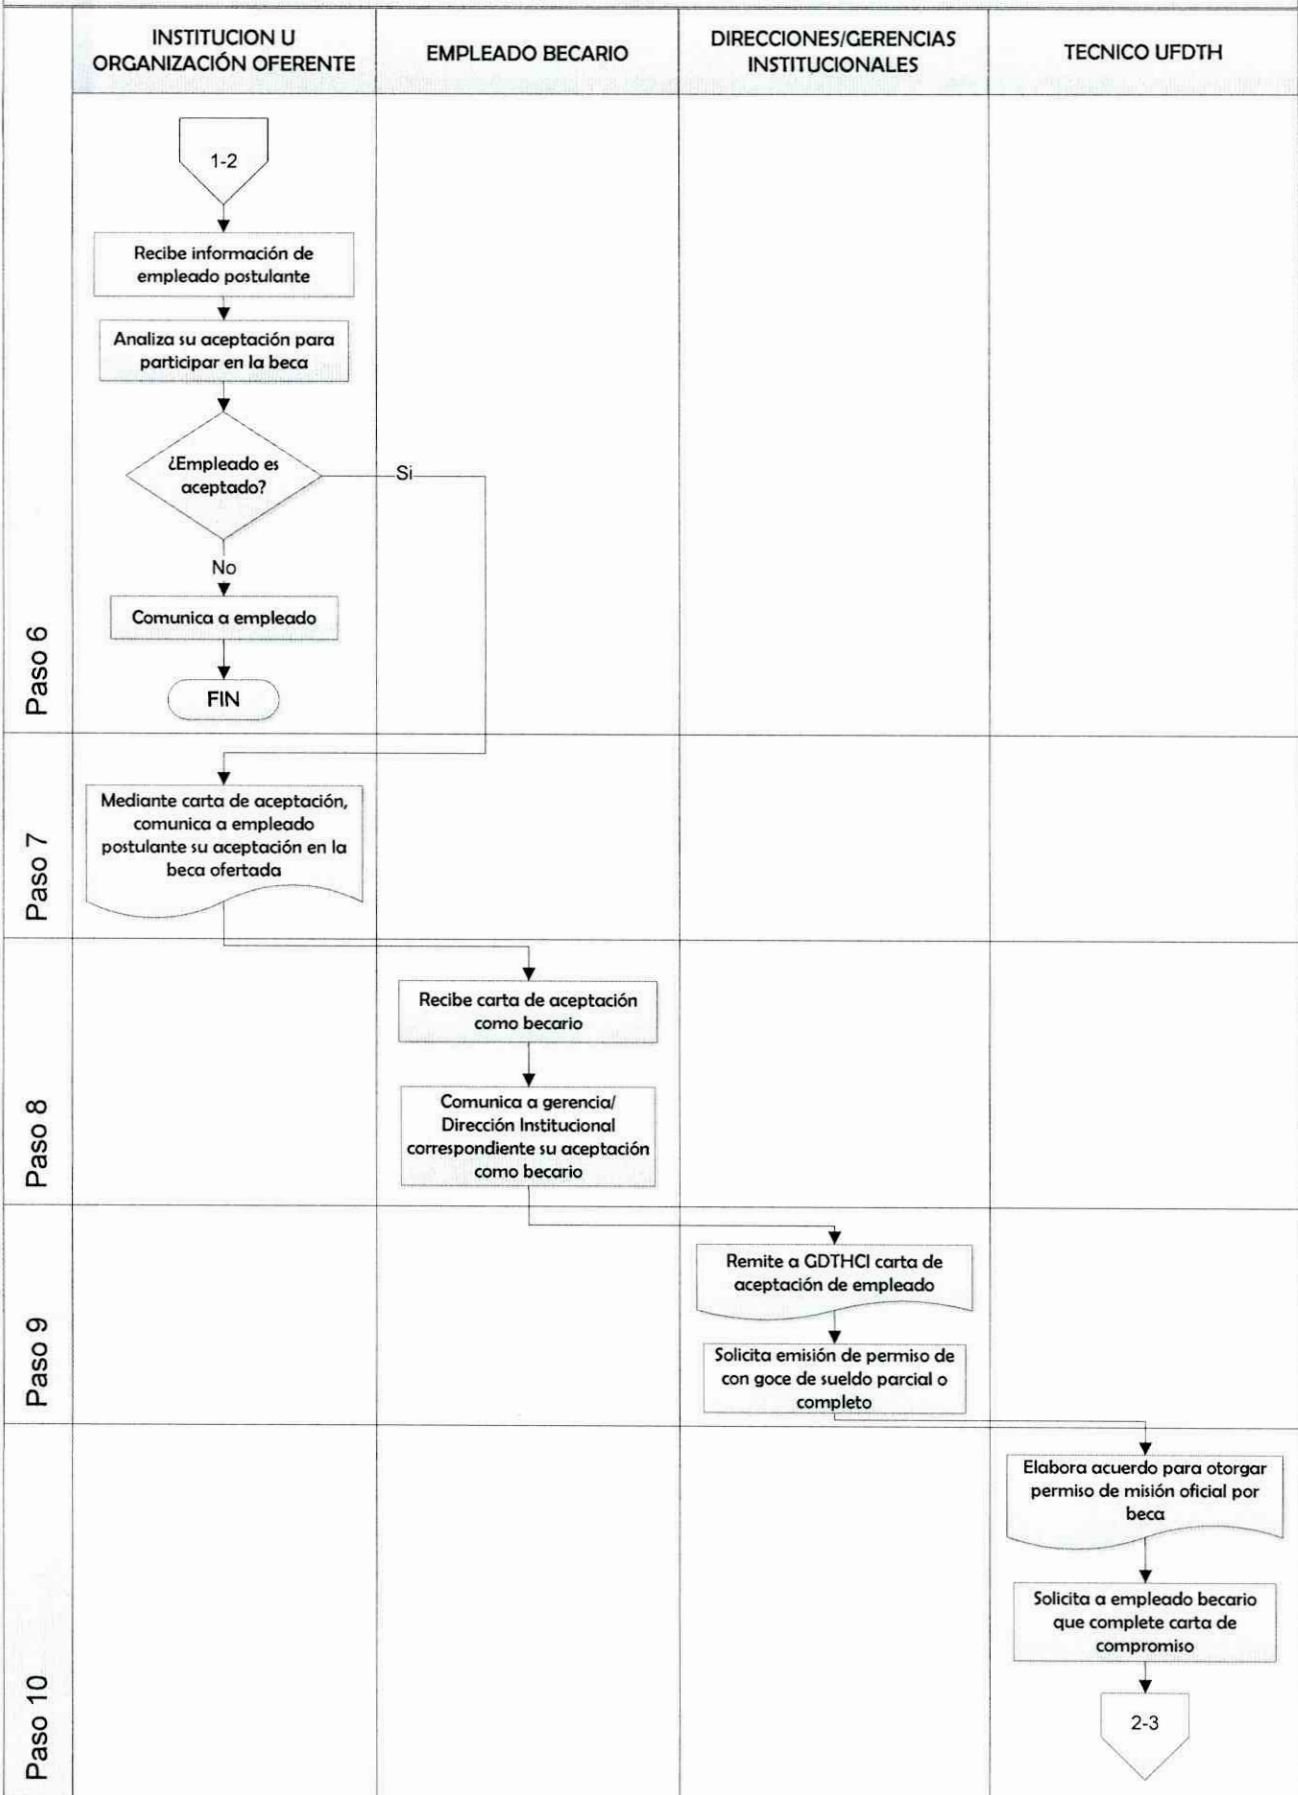 INSTITUCION U
ORGANIZACIÓN OFERENTE
EMPLEADO BECARIO
DIRECCIONES/GERENCIAS
INSTITUCIONALES
TECNICO UFDTH
Paso 6
1-2
Recibe información de
empleado postulante
Analiza su aceptación para
participar en la beca
¿Empleado es
aceptado?
Si
No
Comunica a empleado
FIN
Paso 7
Mediante carta de aceptación,
comunica a empleado
postulante su aceptación en la
beca ofertada
Paso 8
Recibe carta de aceptación
como becario
Comunica a gerencia/
Dirección Institucional
correspondiente su aceptación
como becario
Paso 9
Remite a GDTHCI carta de
aceptación de empleado
Solicita emisión de permiso de
con goce de sueldo parcial o
completo
Paso 10
Elabora acuerdo para otorgar
permiso de misión oficial por
beca
Solicita a empleado becario
que complete carta de
compromiso
2-3